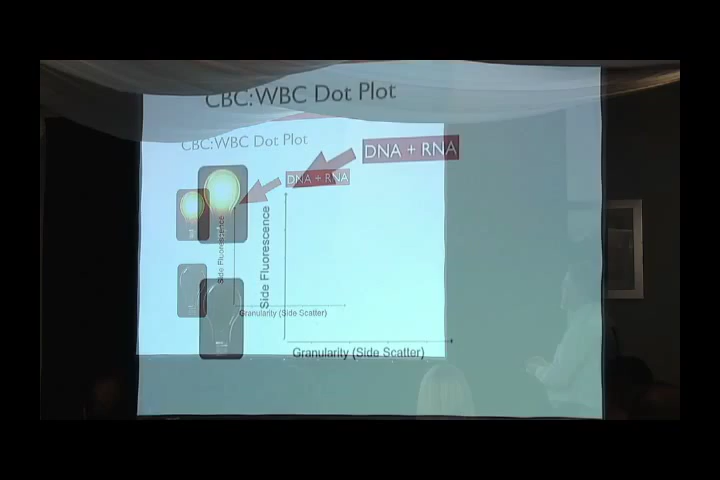 CBC:WBC Dot Plot
CBC:WBC Dot Plot
DNA + RNA
DNA + RNA
Side Fluorescence
Side Fluorescence
Granularity (Side Scatter)
Granularity (Side Scatter)